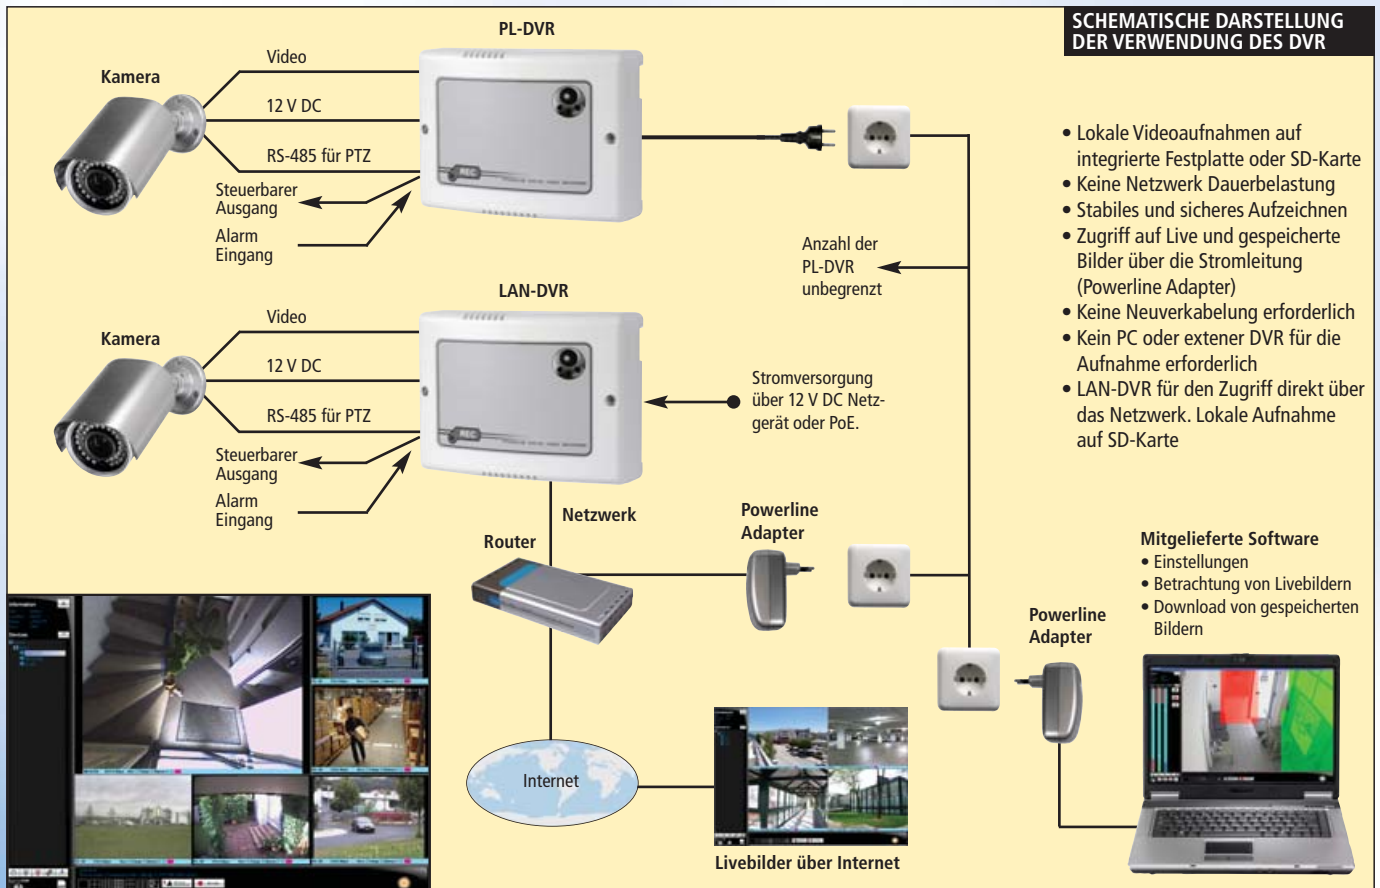 SCHEMATISCHE DARSTELLUNG
DER VERWENDUNG DES DVR
PL-DVR
Kamera
Video
12 V DC
RS-485 für PTZ
Steuerbarer
Ausgang
Alarm
Eingang
REC
Anzahl der
PL-DVR
unbegrenzt
• Lokale Videoaufnahmen auf
integrierte Festplatte oder SD-Karte
• Keine Netzwerk Dauerbelastung
• Stabiles und sicheres Aufzeichnen
• Zugriff auf Live und gespeicherte
Bilder über die Stromleitung
(Powerline Adapter)
• Keine Neuverkabelung erforderlich
• Kein PC oder extener DVR für die
Aufnahme erforderlich
• LAN-DVR für den Zugriff direkt über
das Netzwerk. Lokale Aufnahme
auf SD-Karte
LAN-DVR
Kamera
Video
12 V DC
RS-485 für PTZ
Steuerbarer
Ausgang
Alarm
Eingang
REC
Stromversorgung
über 12 V DC Netz-
gerät oder PoE.
Netzwerk
Router
Powerline
Adapter
Mitgelieferte Software
• Einstellungen
• Betrachtung von Livebildern
• Download von gespeicherten
Bildern
Powerline
Adapter
Information
Devices
Internet
Livebilder über Internet